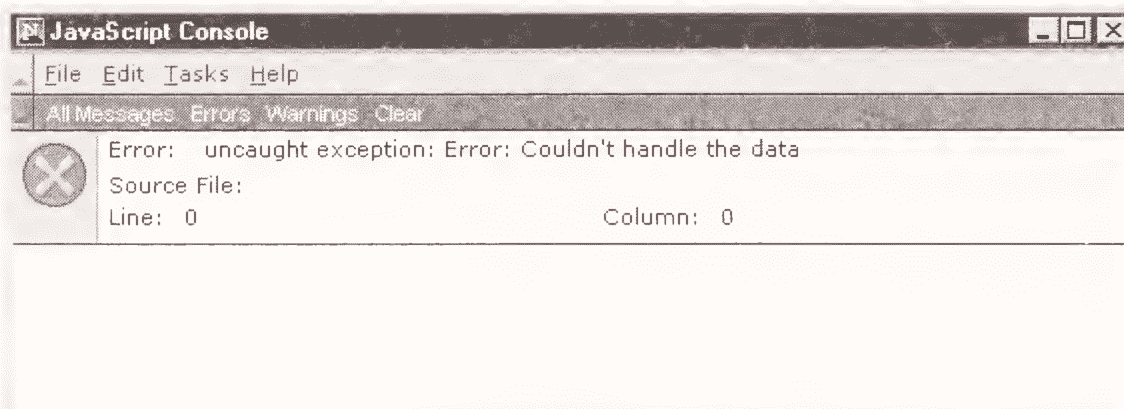 JavaScript Console
File Edit Tasks Help
All Messages Errors Warnings Clear
Error: uncaught exception: Error: Couldn't handle the data
Source File:
Line: 0 Column: 0